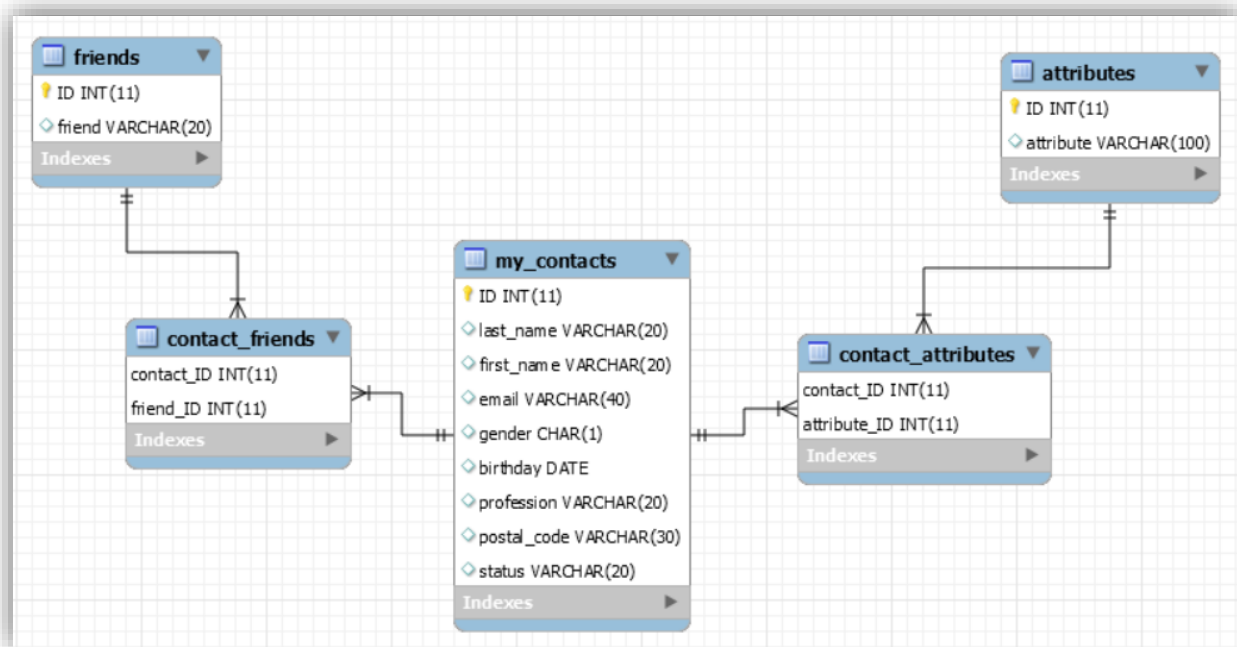 friends
ID INT(11)
friend VARCHAR(20)
Indexes
attributes
ID INT(11)
attribute VARCHAR(100)
Indexes
contact_friends
contact_ID INT(11)
friend_ID INT(11)
Indexes
my_contacts
ID INT(11)
last_name VARCHAR(20)
first_name VARCHAR(20)
email VARCHAR(40)
gender CHAR(1)
birthday DATE
profession VARCHAR(20)
postal_code VARCHAR(30)
status VARCHAR(20)
Indexes
contact_attributes
contact_ID INT(11)
attribute_ID INT(11)
Indexes